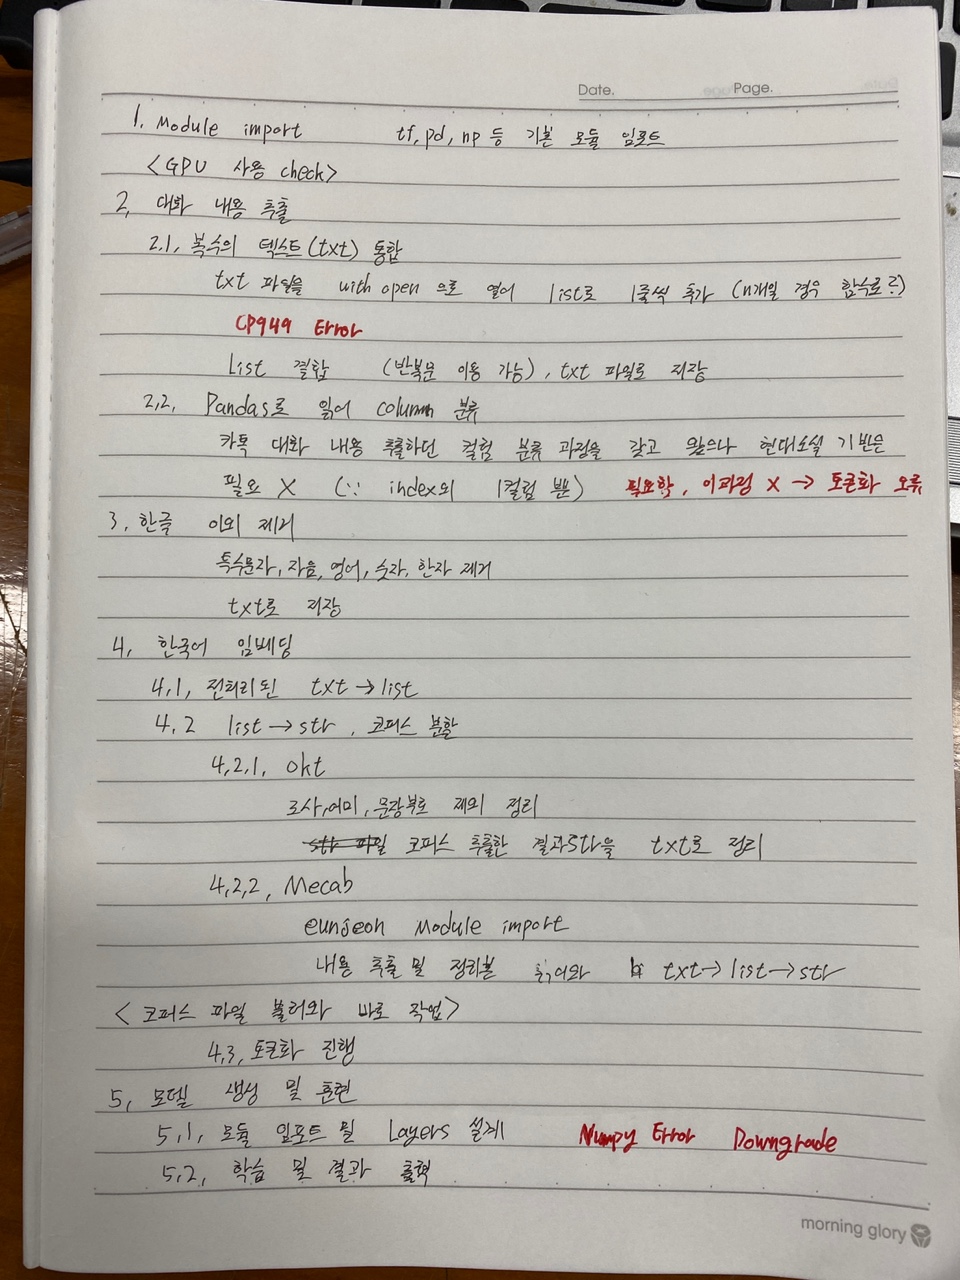 Date. Page.
1. Module import tf, pd, np 등 기본 모듈 임포트
<GPU 사용 check>
2. 대화 내용 추출
2.1. 복수의 텍스트(txt) 통합
txt 파일을 with open 으로 열어 list로 1줄씩 추가 (n개일 경우 함수로?)
CP949 Error
List 결합 (반복문 이용 가능), txt 파일로 저장
2.2. Pandas로 읽어 column 분류
카톡 대화 내용 추출하던 컬럼 분류 과정을 갖고 왔으나 현대소설 기반은
필요 X (∵ index외 1컬럼 뿐) 필요함, 이과정 X → 토큰화 오류
3. 한글 이외 제거
특수문자, 자음, 영어, 숫자, 한자 제거
txt로 저장
4. 한국어 임베딩
4.1. 전처리된 txt → list
4.2 list → str, 코퍼스 분할
4.2.1. Okt
조사, 어미, 문장부호 제외 정리
코퍼스 추출한 결과 str을 txt로 정리
4.2.2. Mecab
eunjeon Module import
내용 추출 및 정리본 txt → list → str
<코퍼스 파일 불러와 바로 작업>
4.3. 토큰화 진행
5. 모델 생성 및 훈련
5.1. 모듈 임포트 및 Layers 설계 Numpy Error Downgrade
5.2. 학습 및 결과 출력
morning glory